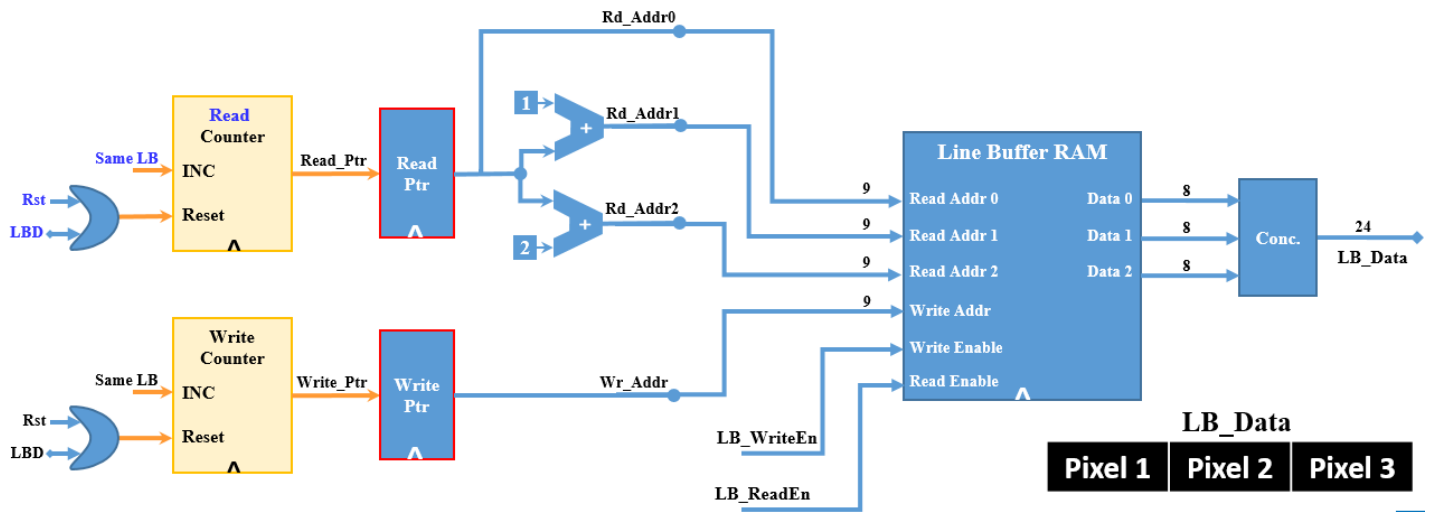 Rd_Addr0
Read
Counter
Same LB
INC
Rst
LBD
Reset
Read_Ptr
Read
Ptr
1
+
Rd_Addr1
Rd_Addr2
+
2
Line Buffer RAM
9
Read Addr 0
9
Read Addr 1
9
Read Addr 2
9
Write Addr
Write Enable
Read Enable
Data 0
8
Data 1
8
Data 2
8
Conc.
24
LB_Data
Write
Counter
Same LB
INC
Rst
LBD
Reset
Write_Ptr
Write
Ptr
Wr_Addr
LB_WriteEn
LB_ReadEn
LB_Data
Pixel 1 Pixel 2 Pixel 3